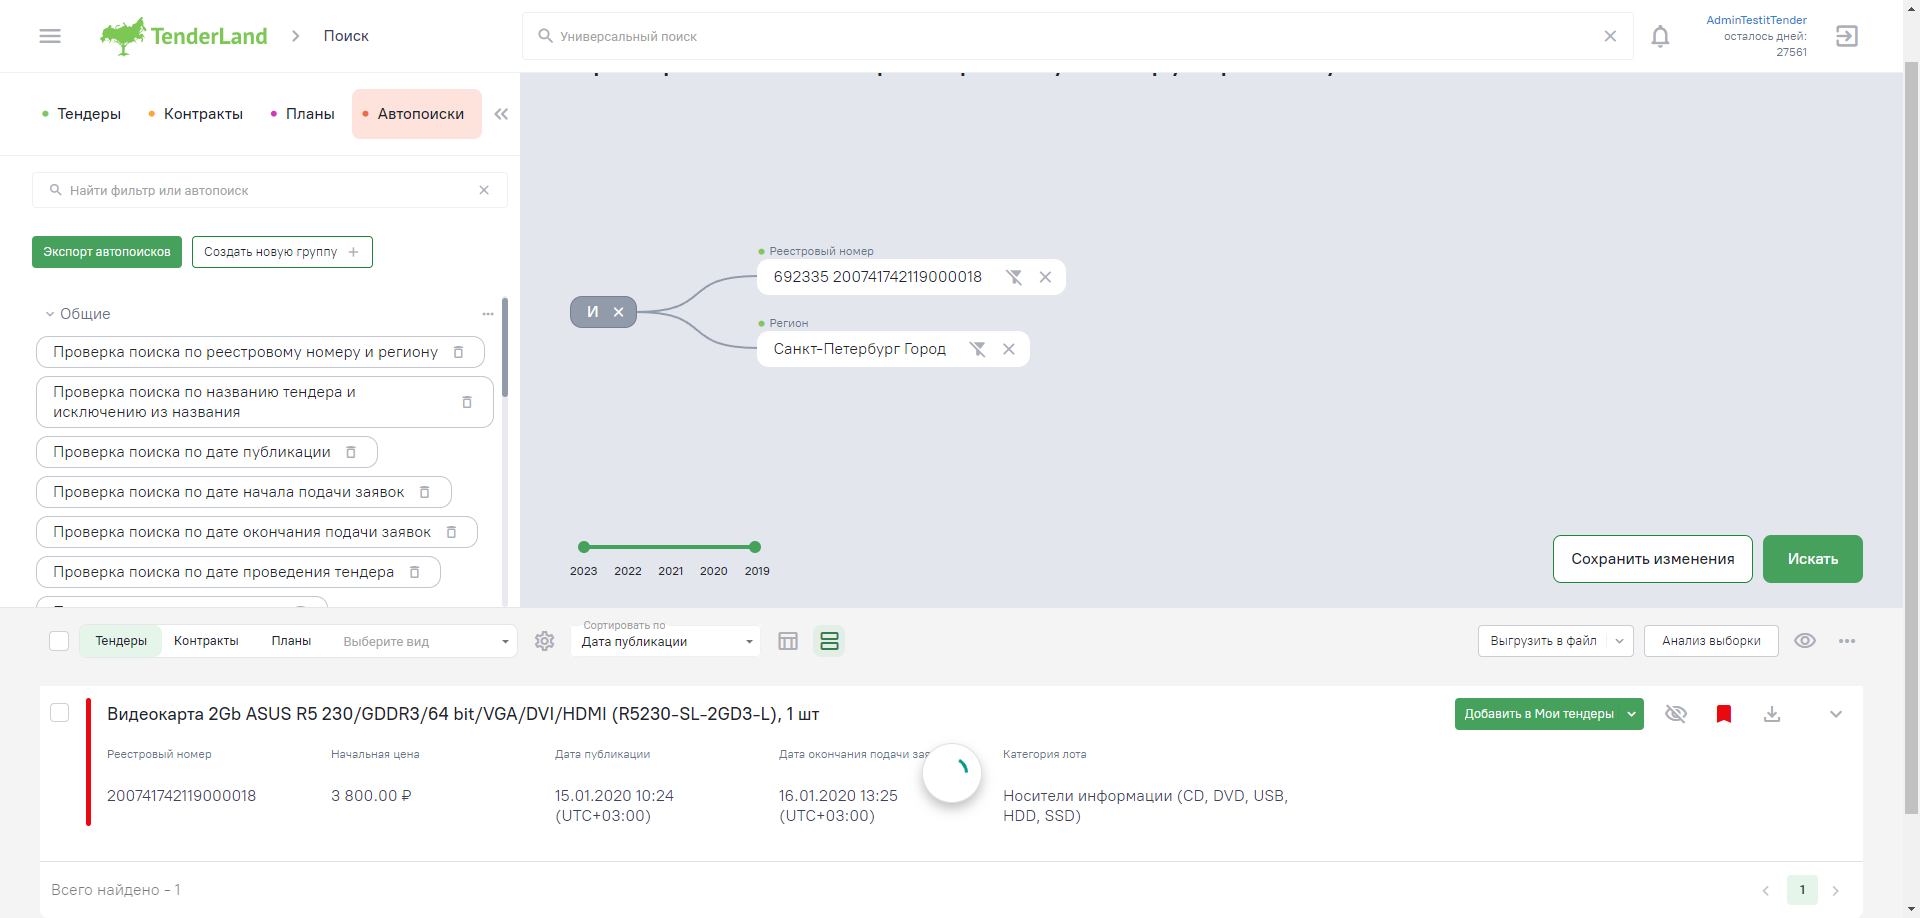 TenderLand
Поиск
Универсальный поиск
AdminTestitTender
осталось дней:
27561
Тендеры
Контракты
Планы
Автопоиски
Найти фильтр или автопоиск
Экспорт автопоисков
Создать новую группу
Общие
Проверка поиска по реестровому номеру и региону
Проверка поиска по названию тендера и
исключению из названия
Проверка поиска по дате публикации
Проверка поиска по дате начала подачи заявок
Проверка поиска по дате окончания подачи заявок
Проверка поиска по дате проведения тендера
И
Реестровый номер
692335 200741742119000018
Регион
Санкт-Петербург Город
2023 2022 2021 2020 2019
Сохранить изменения
Искать
Тендеры
Контракты
Планы
Выберите вид
Сортировать по
Дата публикации
Выгрузить в файл
Анализ выборки
Видеокарта 2Gb ASUS R5 230/GDDR3/64 bit/VGA/DVI/HDMI (R5230-SL-2GD3-L), 1 шт
Добавить в Мои тендеры
Реестровый номер
200741742119000018
Начальная цена
3 800.00 ₽
Дата публикации
15.01.2020 10:24
(UTC+03:00)
Дата окончания подачи
16.01.2020 13:25
(UTC+03:00)
Категория лота
Носители информации (CD, DVD, USB,
HDD, SSD)
Всего найдено - 1
1